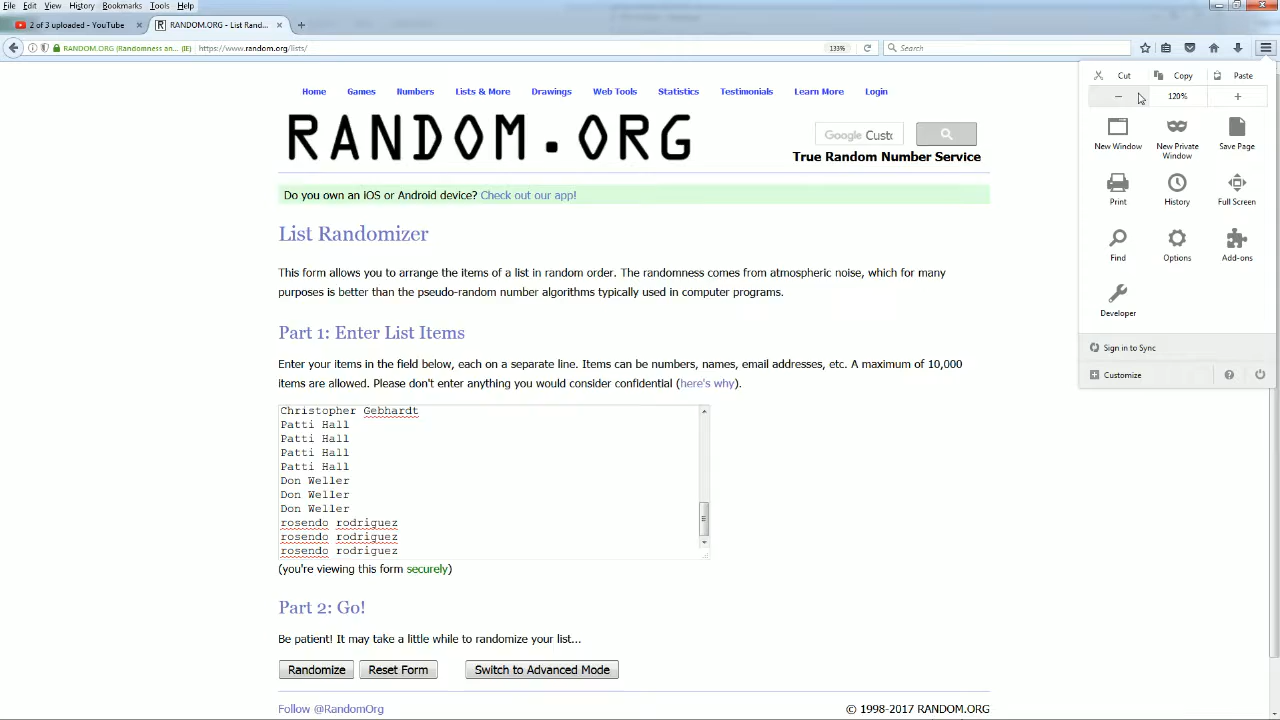 File Edit View History Bookmarks Tools Help
2 of 3 uploaded - YouTube
RANDOM.ORG - List Rand...
RANDOM.ORG (Randomness an... (IE)
https://www.random.org/lists/
133%
Search
Home Games Numbers Lists & More Drawings Web Tools Statistics Testimonials Learn More Login
RANDOM.ORG
Google Custo
True Random Number Service
Do you own an iOS or Android device? Check out our app!
List Randomizer
This form allows you to arrange the items of a list in random order. The randomness comes from atmospheric noise, which for many
purposes is better than the pseudo-random number algorithms typically used in computer programs.
Part 1: Enter List Items
Enter your items in the field below, each on a separate line. Items can be numbers, names, email addresses, etc. A maximum of 10,000
items are allowed. Please don't enter anything you would consider confidential (here's why).
Christopher Gebhardt
Patti Hall
Patti Hall
Patti Hall
Patti Hall
Don Weller
Don Weller
Don Weller
rosendo rodriguez
rosendo rodriguez
rosendo rodriguez
(you're viewing this form securely)
Part 2: Go!
Be patient! It may take a little while to randomize your list...
Randomize Reset Form Switch to Advanced Mode
Follow @RandomOrg
© 1998-2017 RANDOM.ORG
Cut Copy Paste
− 120% +
New Window
New Private
Window
Save Page
Print History Full Screen
Find Options Add-ons
Developer
Sign in to Sync
Customize